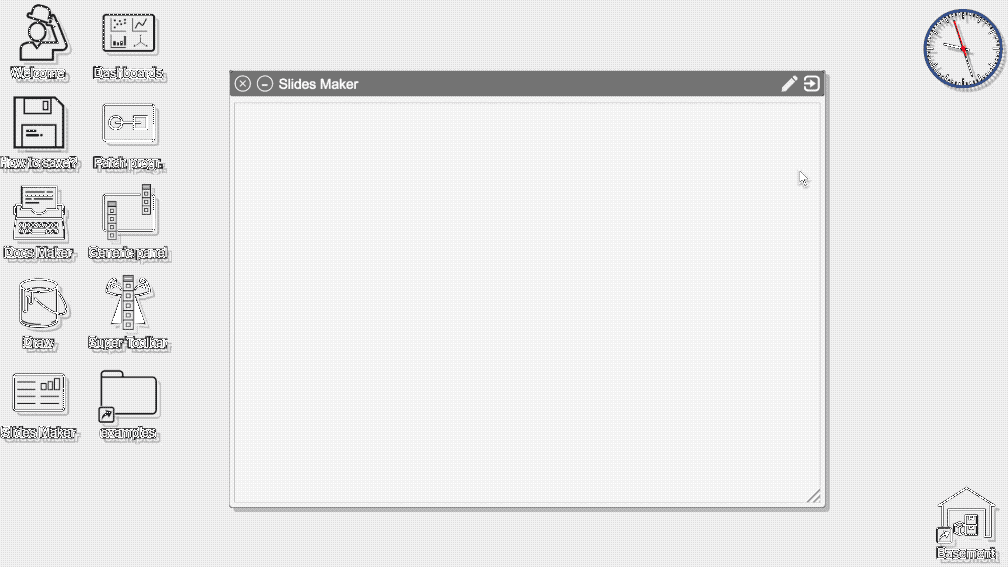 Welcome
Dashboards
Slides Maker
How to save?
Patch progr.
Docs Maker
Generic panel
Draw
Super Toolbar
Slides Maker
examples
Basement